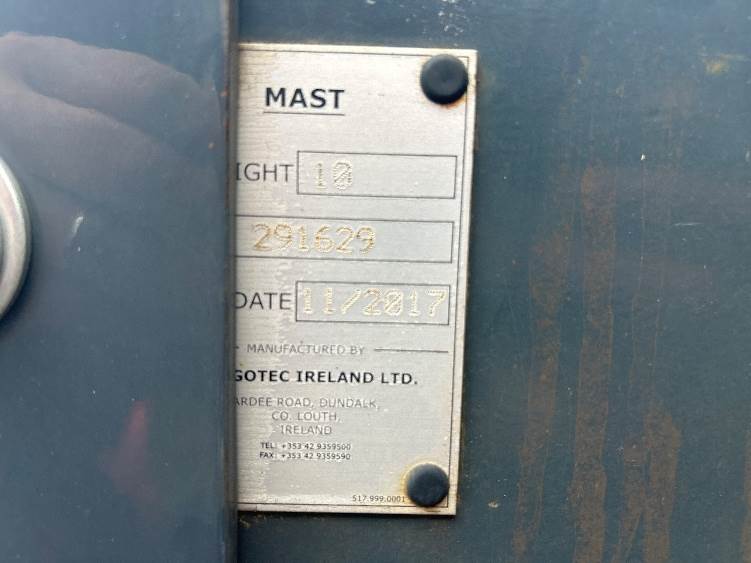 MAST
IGHT 10
291629
DATE 11/2017
MANUFACTURED BY
GOTEC IRELAND LTD.
ARDEE ROAD, DUNDALK,
CO. LOUTH,
IRELAND
TEL: +353 42 9359500
FAX: +353 42 9359590
517.999.0001